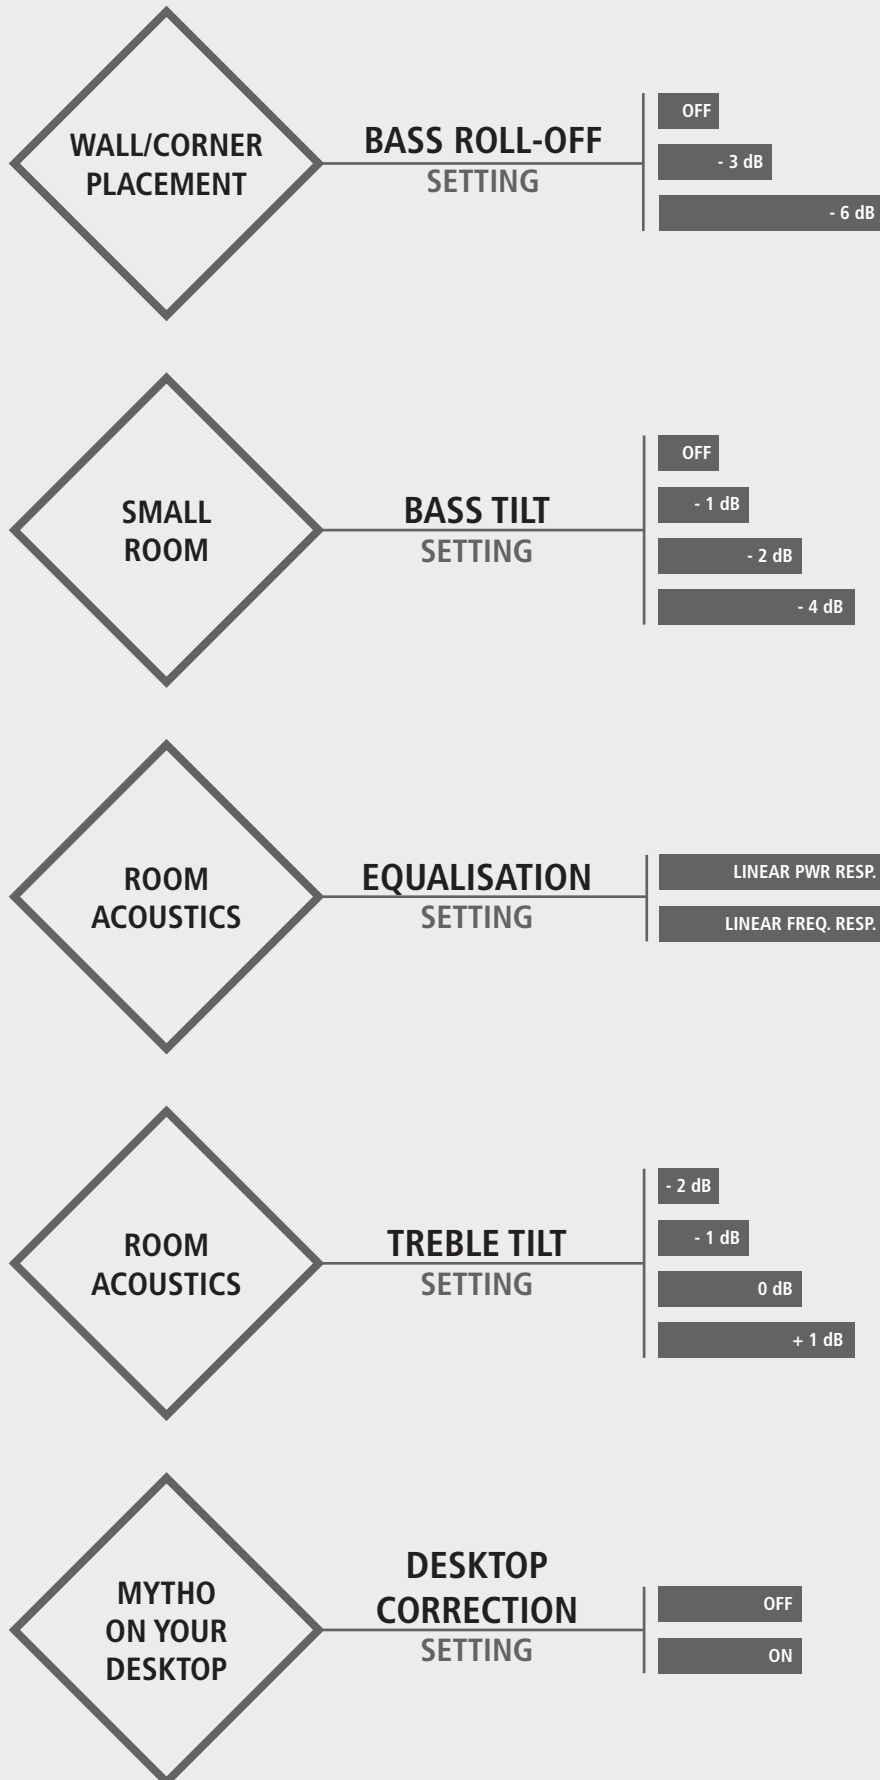 WALL/CORNER
PLACEMENT
BASS ROLL-OFF
SETTING
OFF
- 3 dB
- 6 dB
SMALL
ROOM
BASS TILT
SETTING
OFF
- 1 dB
- 2 dB
- 4 dB
ROOM
ACOUSTICS
EQUALISATION
SETTING
LINEAR PWR RESP.
LINEAR FREQ. RESP.
ROOM
ACOUSTICS
TREBLE TILT
SETTING
- 2 dB
- 1 dB
0 dB
+ 1 dB
MYTHO
ON YOUR
DESKTOP
DESKTOP
CORRECTION
SETTING
OFF
ON